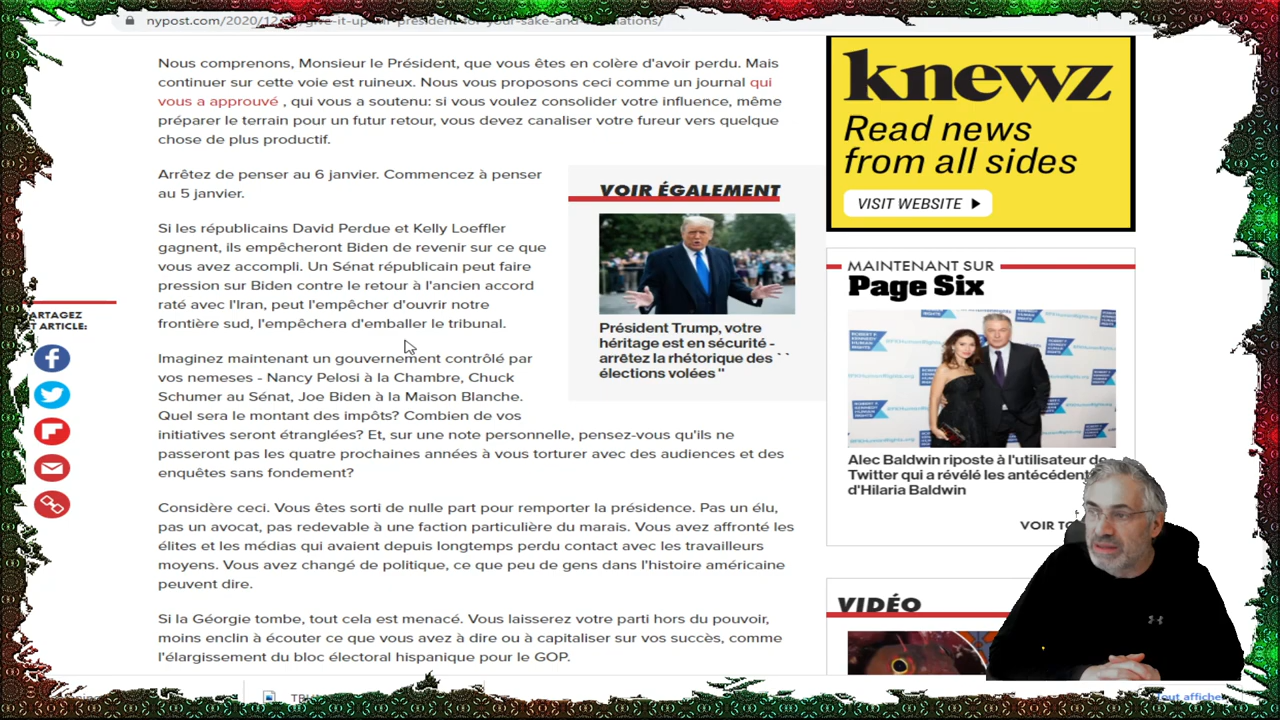 nypost.com/2020/12/
Nous comprenons, Monsieur le Président, que vous êtes en colère d'avoir perdu. Mais
continuer sur cette voie est ruineux. Nous vous proposons ceci comme un journal qui
vous a approuvé , qui vous a soutenu: si vous voulez consolider votre influence, même
préparer le terrain pour un futur retour, vous devez canaliser votre fureur vers quelque
chose de plus productif.
Arrêtez de penser au 6 janvier. Commencez à penser
au 5 janvier.
Si les républicains David Perdue et Kelly Loeffler
gagnent, ils empêcheront Biden de revenir sur ce que
vous avez accompli. Un Sénat républicain peut faire
pression sur Biden contre le retour à l'ancien accord
raté avec l'Iran, peut l'empêcher d'ouvrir notre
frontière sud, l'empêchera d'emballer le tribunal.
Imaginez maintenant un gouvernement contrôlé par
vos nemeses - Nancy Pelosi à la Chambre, Chuck
Schumer au Sénat, Joe Biden à la Maison Blanche.
Quel sera le montant des impôts? Combien de vos
initiatives seront étranglées? Et, sur une note personnelle, pensez-vous qu'ils ne
passeront pas les quatre prochaines années à vous torturer avec des audiences et des
enquêtes sans fondement?
Considère ceci. Vous êtes sorti de nulle part pour remporter la présidence. Pas un élu,
pas un avocat, pas redevable à une faction particulière du marais. Vous avez affronté les
élites et les médias qui avaient depuis longtemps perdu contact avec les travailleurs
moyens. Vous avez changé de politique, ce que peu de gens dans l'histoire américaine
peuvent dire.
Si la Géorgie tombe, tout cela est menacé. Vous laisserez votre parti hors du pouvoir,
moins enclin à écouter ce que vous avez à dire ou à capitaliser sur vos succès, comme
l'élargissement du bloc électoral hispanique pour le GOP.
ARTAGEZ
ET ARTICLE:
VOIR ÉGALEMENT
Président Trump, votre
héritage est en sécurité -
arrêtez la rhétorique des ``
élections volées "
knewz
Read news
from all sides
VISIT WEBSITE
MAINTENANT SUR
Page Six
Alec Baldwin riposte à l'utilisateur de
Twitter qui a révélé les antécédent
d'Hilaria Baldwin
VOIR TO
VIDÉO
tout affiche